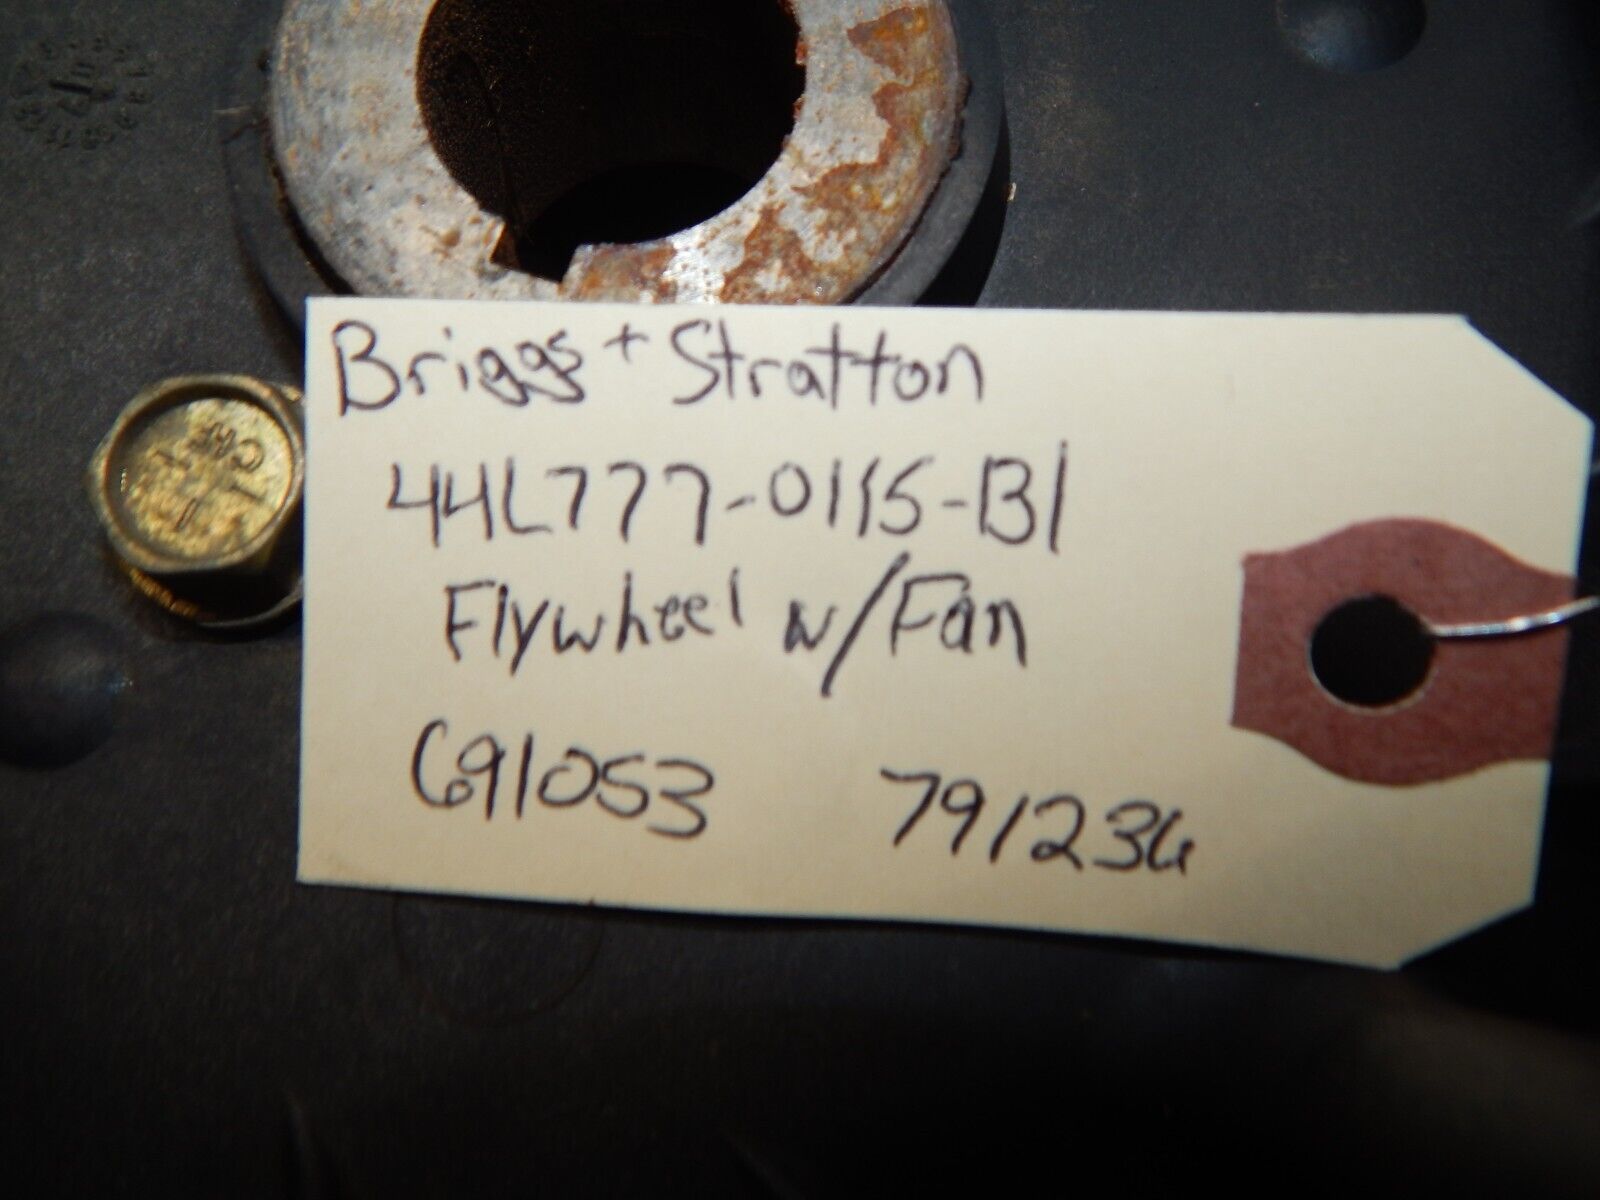 Briggs + Stratton
44L777-0115-B1
Flywheel w/Fan
691053 791236